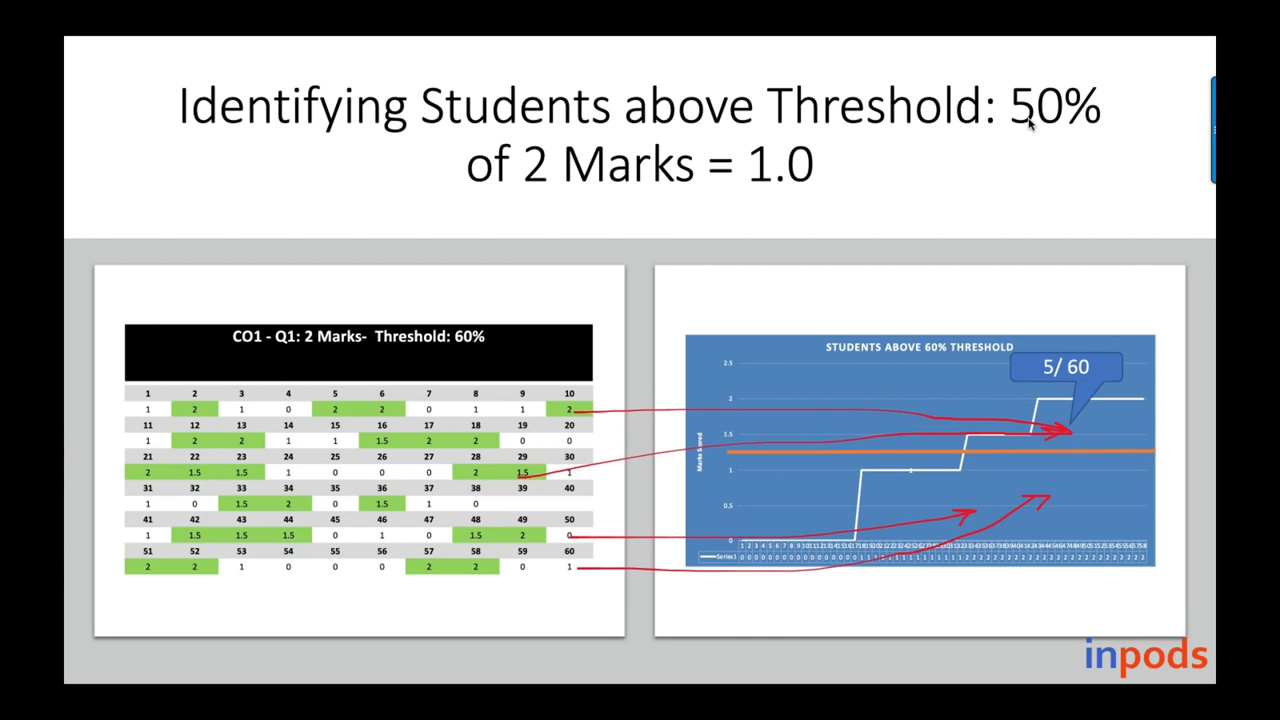 Identifying Students above Threshold: 50%
of 2 Marks = 1.0
CO1 - Q1: 2 Marks-  Threshold: 60%
1 2 3 4 5 6 7 8 9 10
1 2 1 0 2 2 0 1 1 2
11 12 13 14 15 16 17 18 19 20
1 2 2 1 1 1.5 2 2 0 0
21 22 23 24 25 26 27 28 29 30
2 1.5 1.5 1 0 0 0 2 1.5 1
31 32 33 34 35 36 37 38 39 40
1 0 1.5 2 0 1.5 1 0
41 42 43 44 45 46 47 48 49 50
1 1.5 1.5 1.5 0 1 0 1.5 2 0
51 52 53 54 55 56 57 58 59 60
2 2 1 0 0 0 2 2 0 1
STUDENTS ABOVE 60% THRESHOLD
5/ 60
2.5
2
1.5
1
0.5
0
Marks Scored
1
Series1
inpods